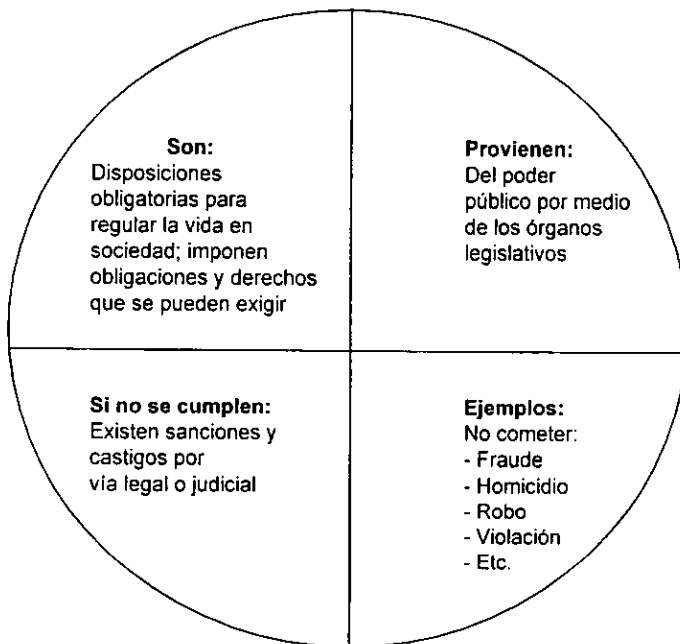 Son:
Disposiciones
obligatorias para
regular la vida en
sociedad; imponen
obligaciones y derechos
que se pueden exigir
Provienen:
Del poder
público por medio
de los órganos
legislativos
Si no se cumplen:
Existen sanciones y
castigos por
vía legal o judicial
Ejemplos:
No cometer:
- Fraude
- Homicidio
- Robo
- Violación
- Etc.